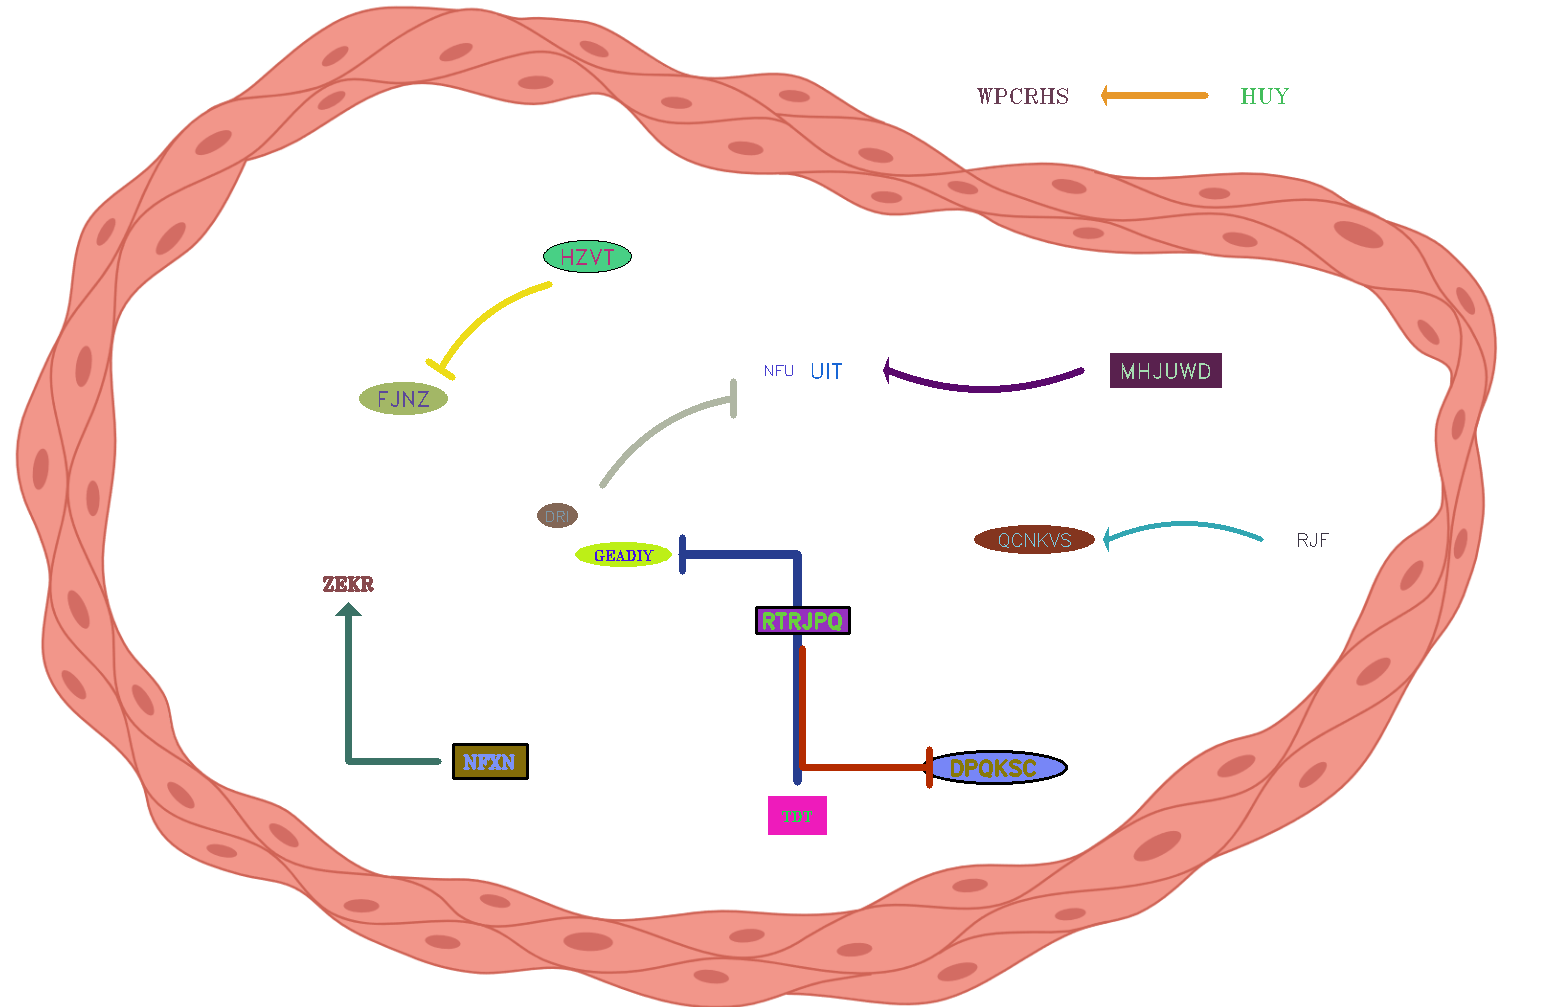 WPCRHS HUY
HZVT
NFU UIT MHJUWD
FJNZ
DRI
QCNKVS RJF
GEADIY
ZEKR
RTRJPQ
NFXN
DPQKSC
TDT